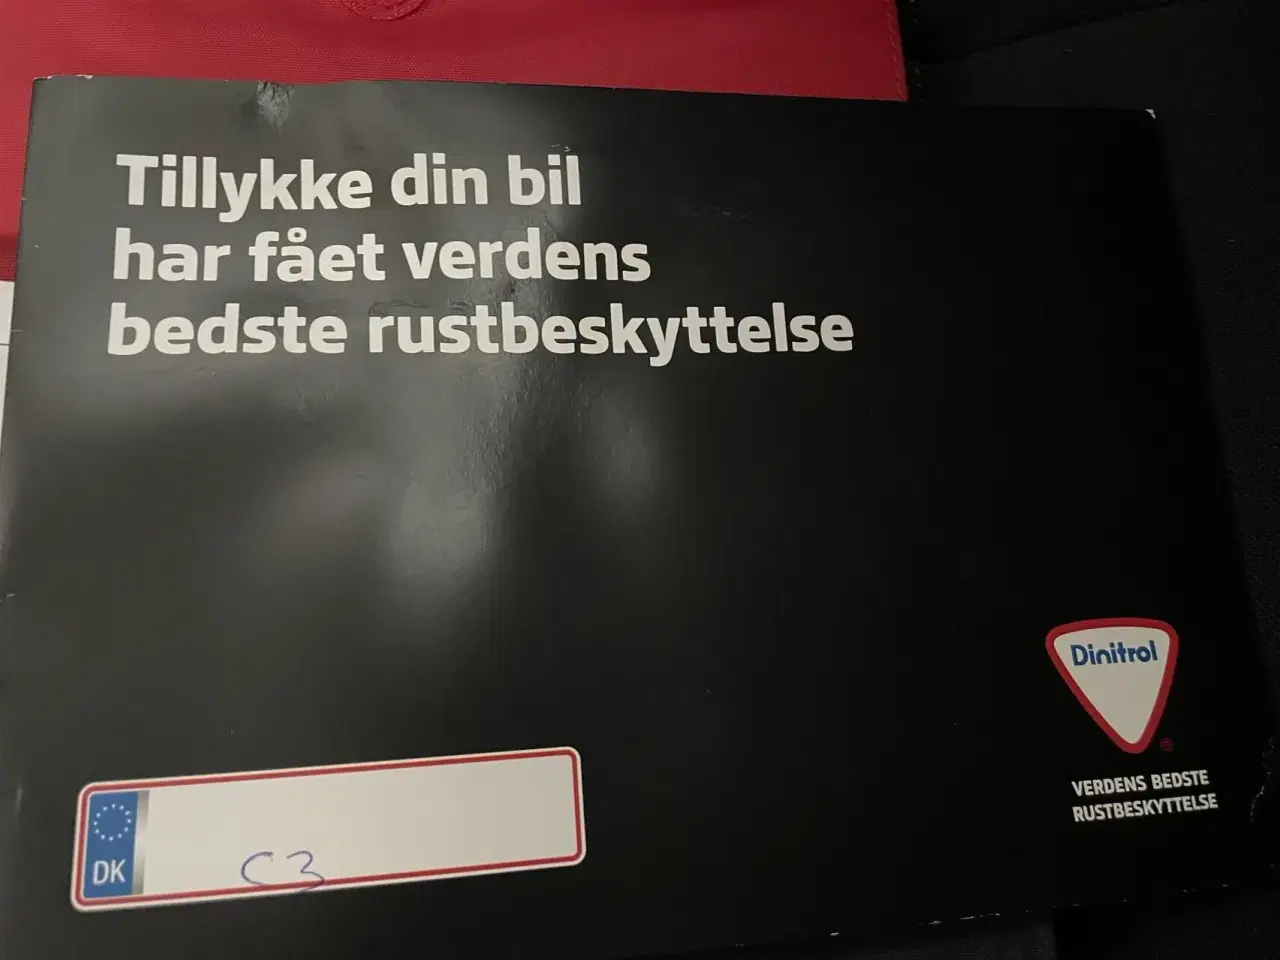 Tillykke din bil
har fået verdens
bedste rustbeskyttelse
Dinitrol
®
VERDENS BEDSTE
RUSTBESKYTTELSE
DK
C3